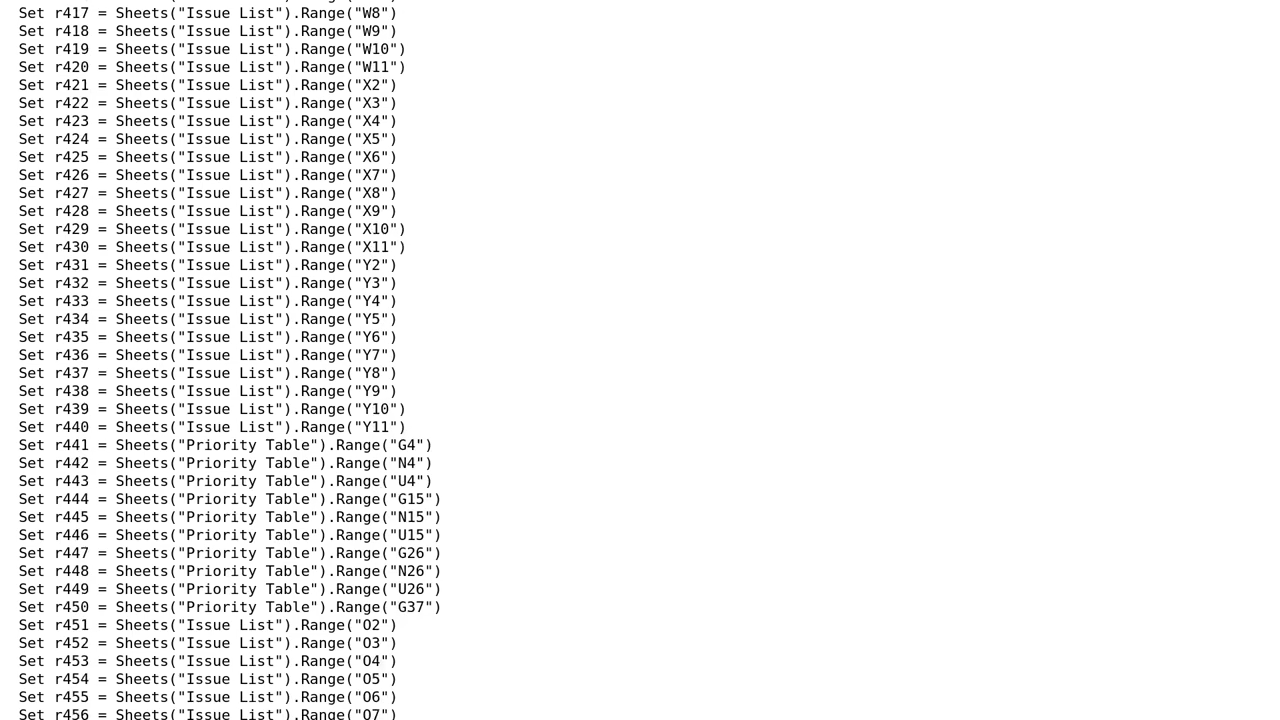 Set r417 = Sheets("Issue List").Range("W8")
Set r418 = Sheets("Issue List").Range("W9")
Set r419 = Sheets("Issue List").Range("W10")
Set r420 = Sheets("Issue List").Range("W11")
Set r421 = Sheets("Issue List").Range("X2")
Set r422 = Sheets("Issue List").Range("X3")
Set r423 = Sheets("Issue List").Range("X4")
Set r424 = Sheets("Issue List").Range("X5")
Set r425 = Sheets("Issue List").Range("X6")
Set r426 = Sheets("Issue List").Range("X7")
Set r427 = Sheets("Issue List").Range("X8")
Set r428 = Sheets("Issue List").Range("X9")
Set r429 = Sheets("Issue List").Range("X10")
Set r430 = Sheets("Issue List").Range("X11")
Set r431 = Sheets("Issue List").Range("Y2")
Set r432 = Sheets("Issue List").Range("Y3")
Set r433 = Sheets("Issue List").Range("Y4")
Set r434 = Sheets("Issue List").Range("Y5")
Set r435 = Sheets("Issue List").Range("Y6")
Set r436 = Sheets("Issue List").Range("Y7")
Set r437 = Sheets("Issue List").Range("Y8")
Set r438 = Sheets("Issue List").Range("Y9")
Set r439 = Sheets("Issue List").Range("Y10")
Set r440 = Sheets("Issue List").Range("Y11")
Set r441 = Sheets("Priority Table").Range("G4")
Set r442 = Sheets("Priority Table").Range("N4")
Set r443 = Sheets("Priority Table").Range("U4")
Set r444 = Sheets("Priority Table").Range("G15")
Set r445 = Sheets("Priority Table").Range("N15")
Set r446 = Sheets("Priority Table").Range("U15")
Set r447 = Sheets("Priority Table").Range("G26")
Set r448 = Sheets("Priority Table").Range("N26")
Set r449 = Sheets("Priority Table").Range("U26")
Set r450 = Sheets("Priority Table").Range("G37")
Set r451 = Sheets("Issue List").Range("O2")
Set r452 = Sheets("Issue List").Range("O3")
Set r453 = Sheets("Issue List").Range("O4")
Set r454 = Sheets("Issue List").Range("O5")
Set r455 = Sheets("Issue List").Range("O6")
Set r456 = Sheets("Issue List").Range("O7")